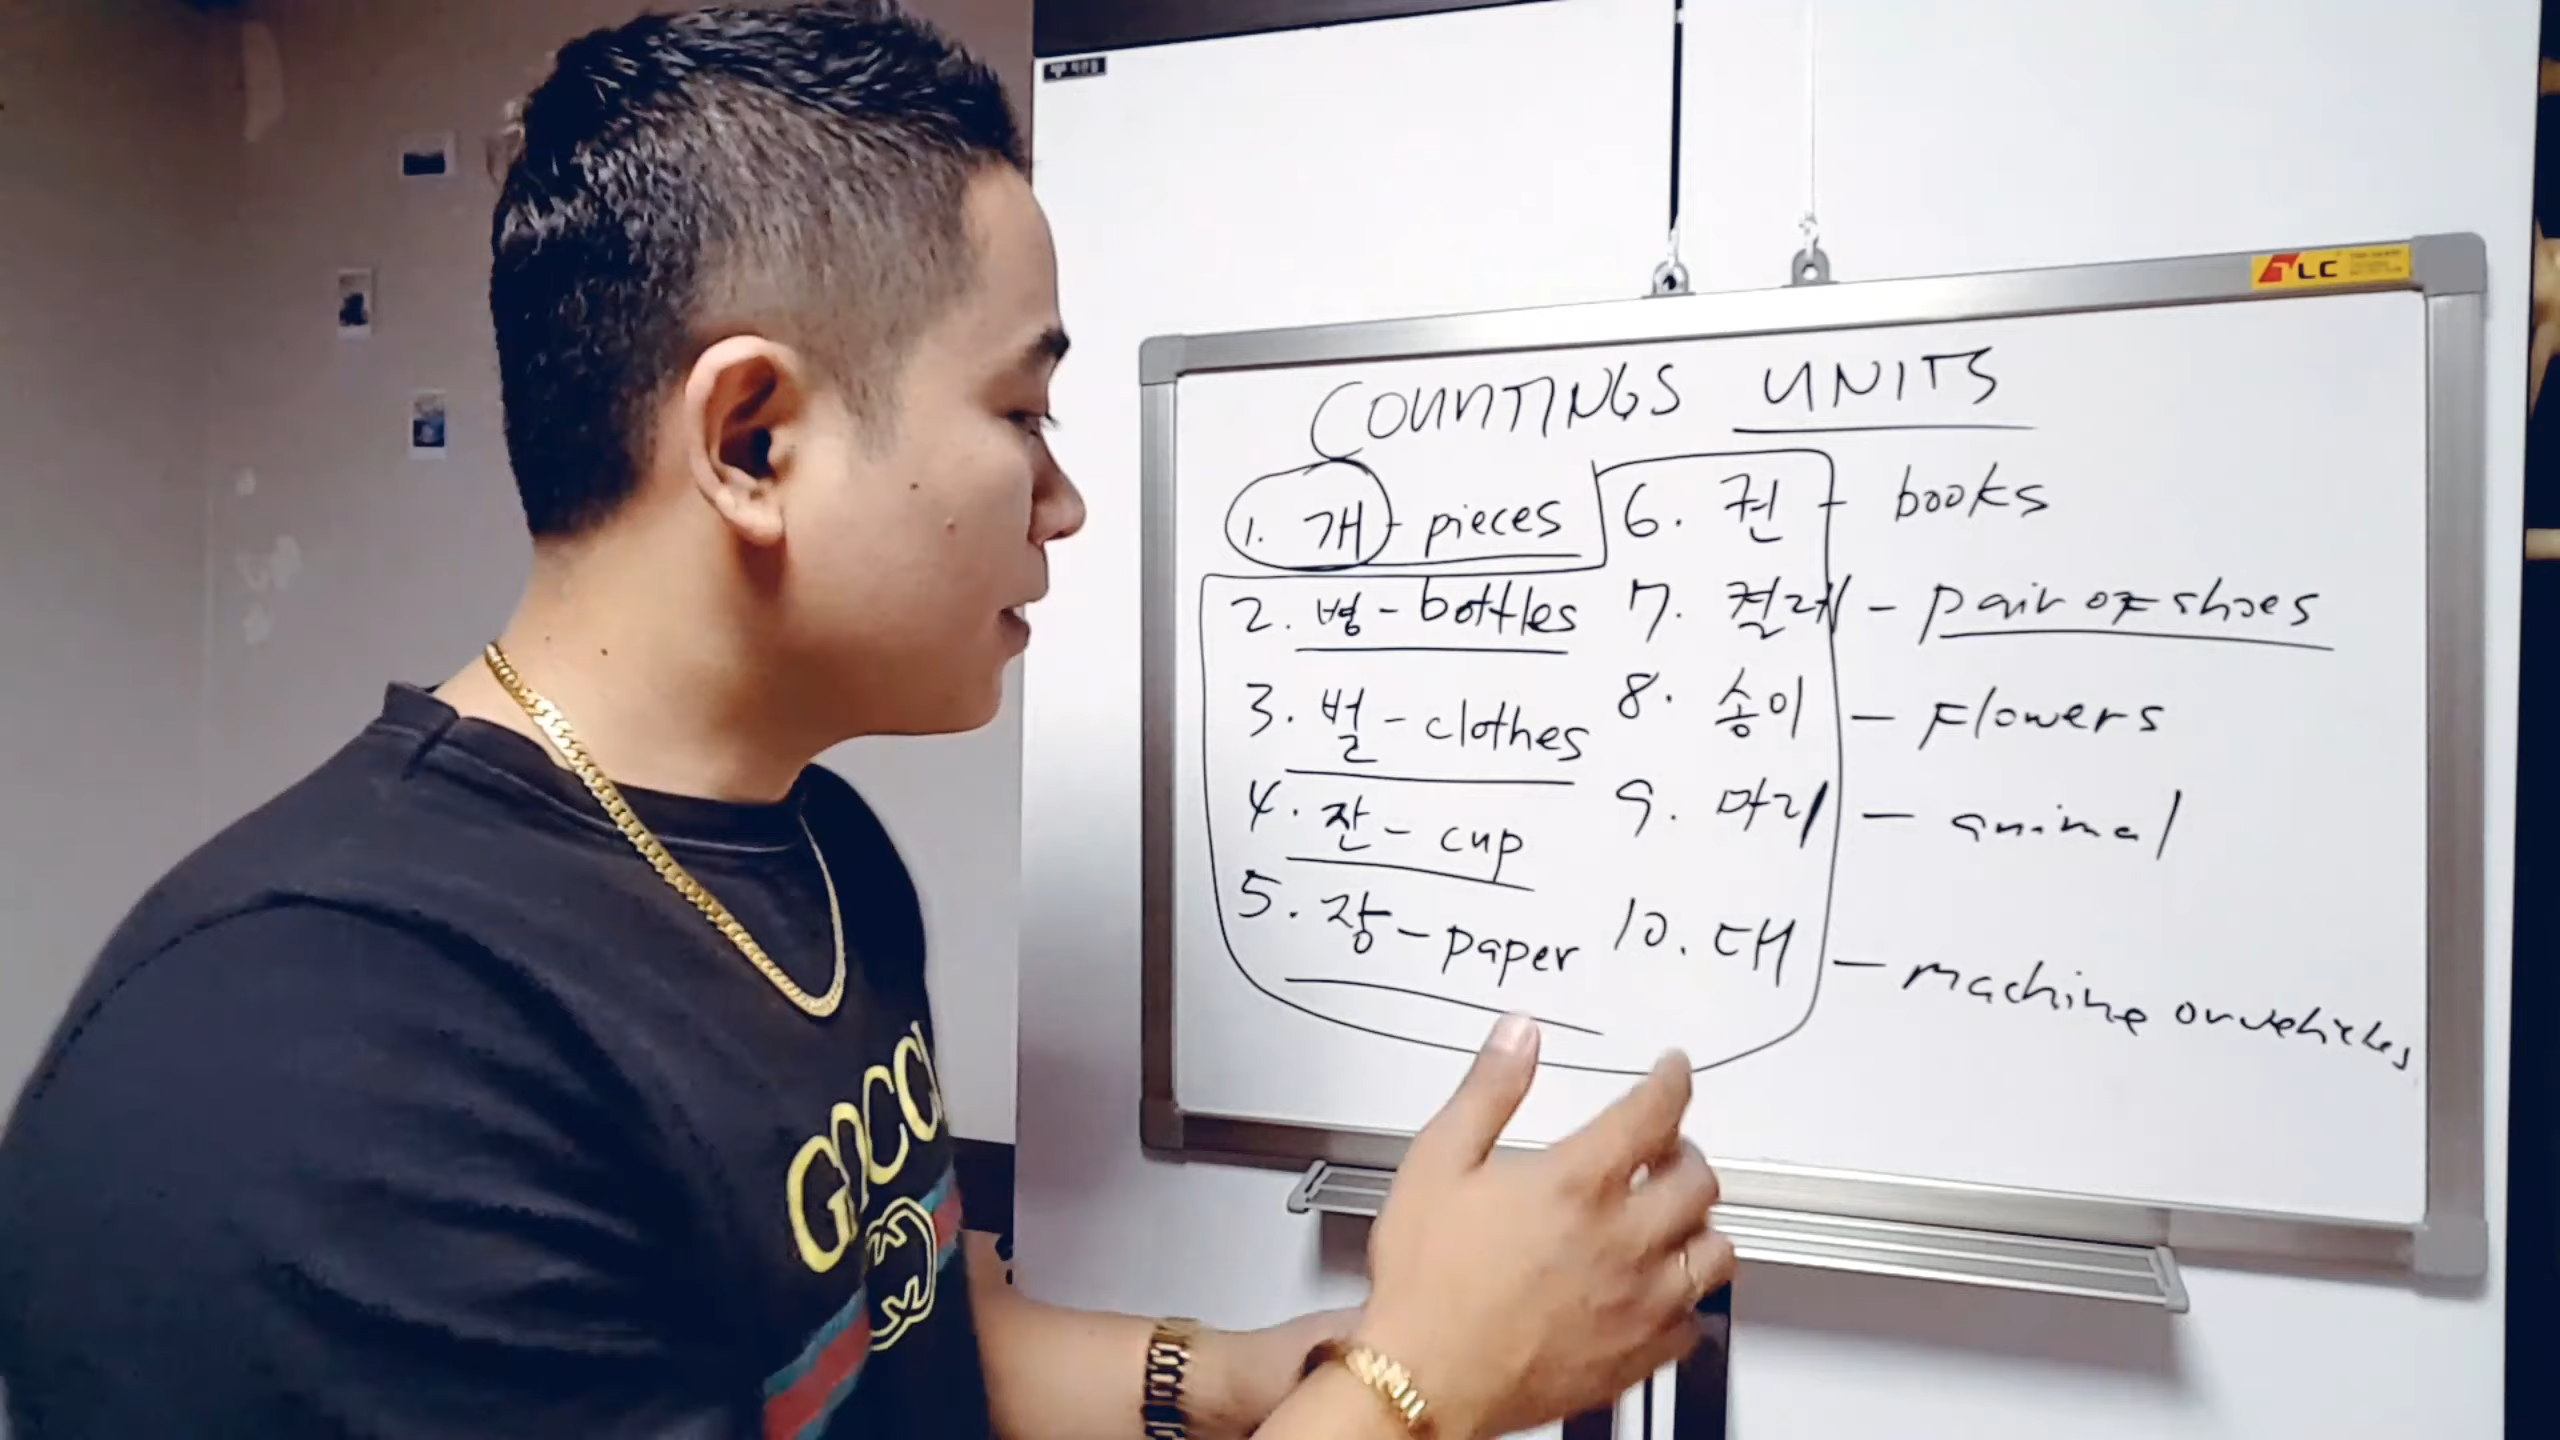 COUNTINGS UNITS
1. 개 - pieces
2. 병 - bottles
3. 벌 - clothes
4. 잔 - cup
5. 장 - paper
6. 권 - books
7. 켤레 - pair of shoes
8. 송이 - Flowers
9. 마리 - animal
10. 대 - machine or vehicles
TLC
GUCCI